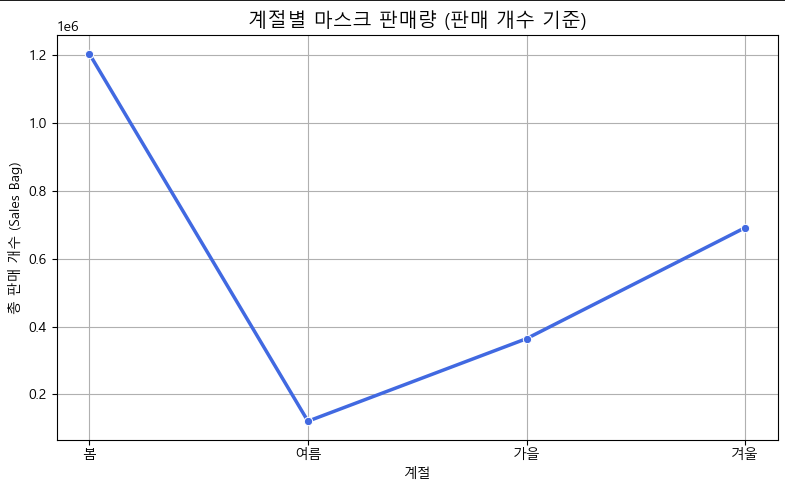 계절별 마스크 판매량 (판매 개수 기준)
1e6
1.2
1.0
0.8
0.6
0.4
0.2
총 판매 개수 (Sales Bag)
봄 여름 가을 겨울
계절